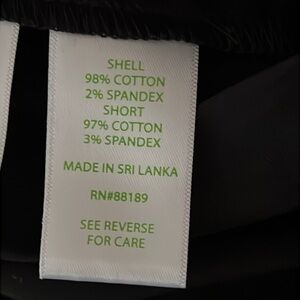 SHELL
98% COTTON
2% SPANDEX
SHORT
97% COTTON
3% SPANDEX
MADE IN SRI LANKA
RN#88189
SEE REVERSE
FOR CARE